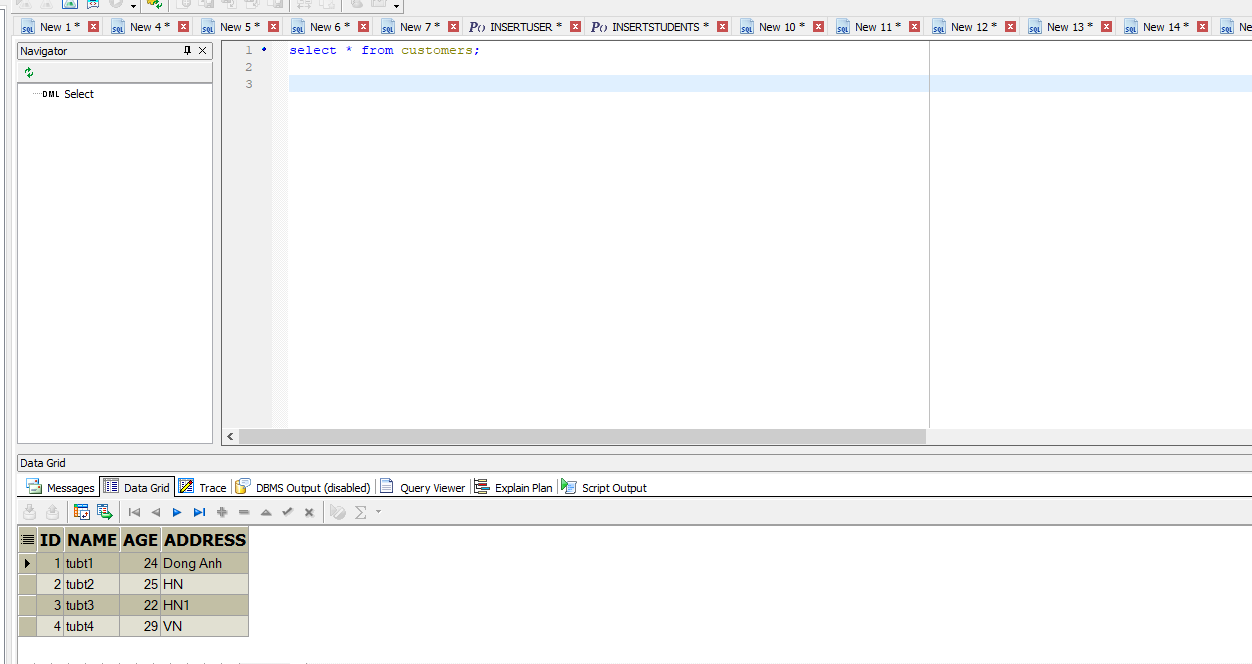 New 1 * New 4 * New 5 * New 6 * New 7 * P() INSERTUSER * P() INSERTSTUDENTS * New 10 * New 11 * New 12 * New 13 * New 14 * Ne
Navigator
DML Select
1 select * from customers;
2
3
Data Grid
Messages Data Grid Trace DBMS Output (disabled) Query Viewer Explain Plan Script Output
ID NAME AGE ADDRESS
1 tubt1 24 Dong Anh
2 tubt2 25 HN
3 tubt3 22 HN1
4 tubt4 29 VN